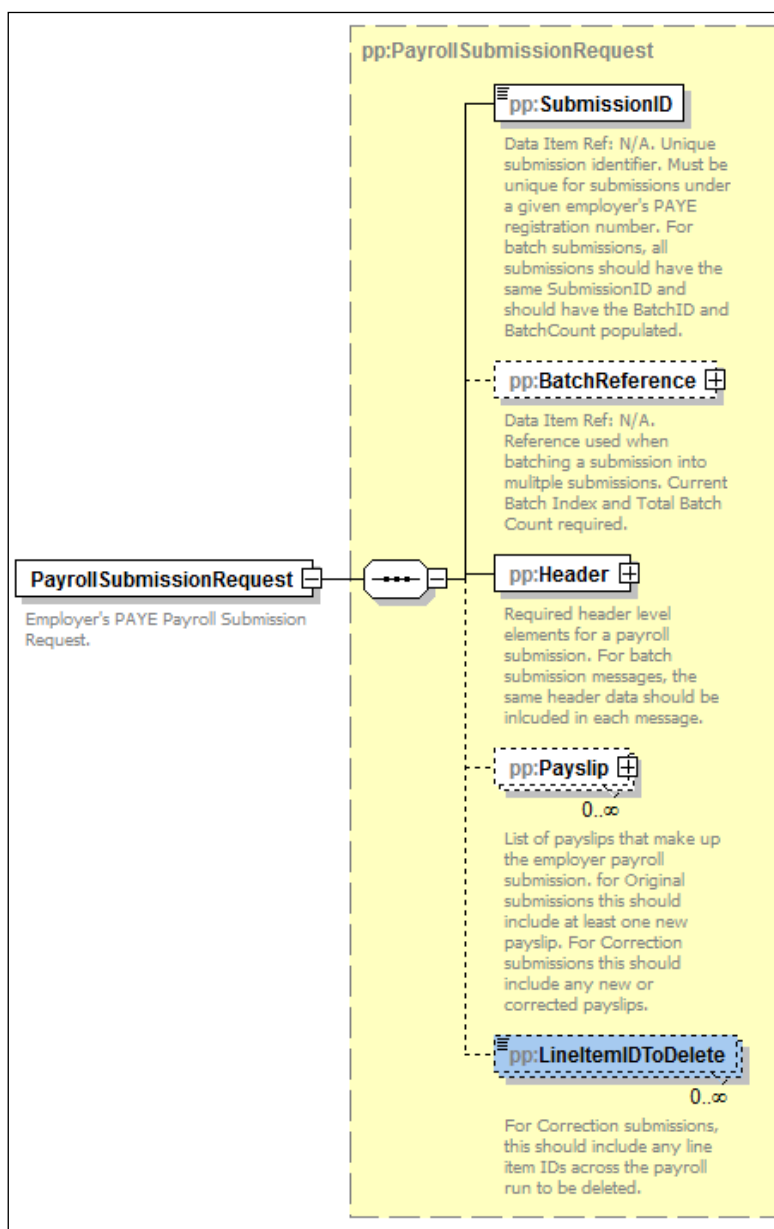 pp:PayrollSubmissionRequest
pp:SubmissionID
Data Item Ref: N/A. Unique
submission identifier. Must be
unique for submissions under
a given employer's PAYE
registration number. For
batch submissions, all
submissions should have the
same SubmissionID and
should have the BatchID and
BatchCount populated.
pp:BatchReference
Data Item Ref: N/A.
Reference used when
batching a submission into
mulitple submissions. Current
Batch Index and Total Batch
Count required.
PayrollSubmissionRequest
Employer's PAYE Payroll Submission
Request.
pp:Header
Required header level
elements for a payroll
submission. For batch
submission messages, the
same header data should be
inlcuded in each message.
pp:Payslip
0..∞
List of payslips that make up
the employer payroll
submission. for Original
submissions this should
include at least one new
payslip. For Correction
submissions this should
include any new or
corrected payslips.
pp:LineItemIDToDelete
0..∞
For Correction submissions,
this should include any line
item IDs across the payroll
run to be deleted.